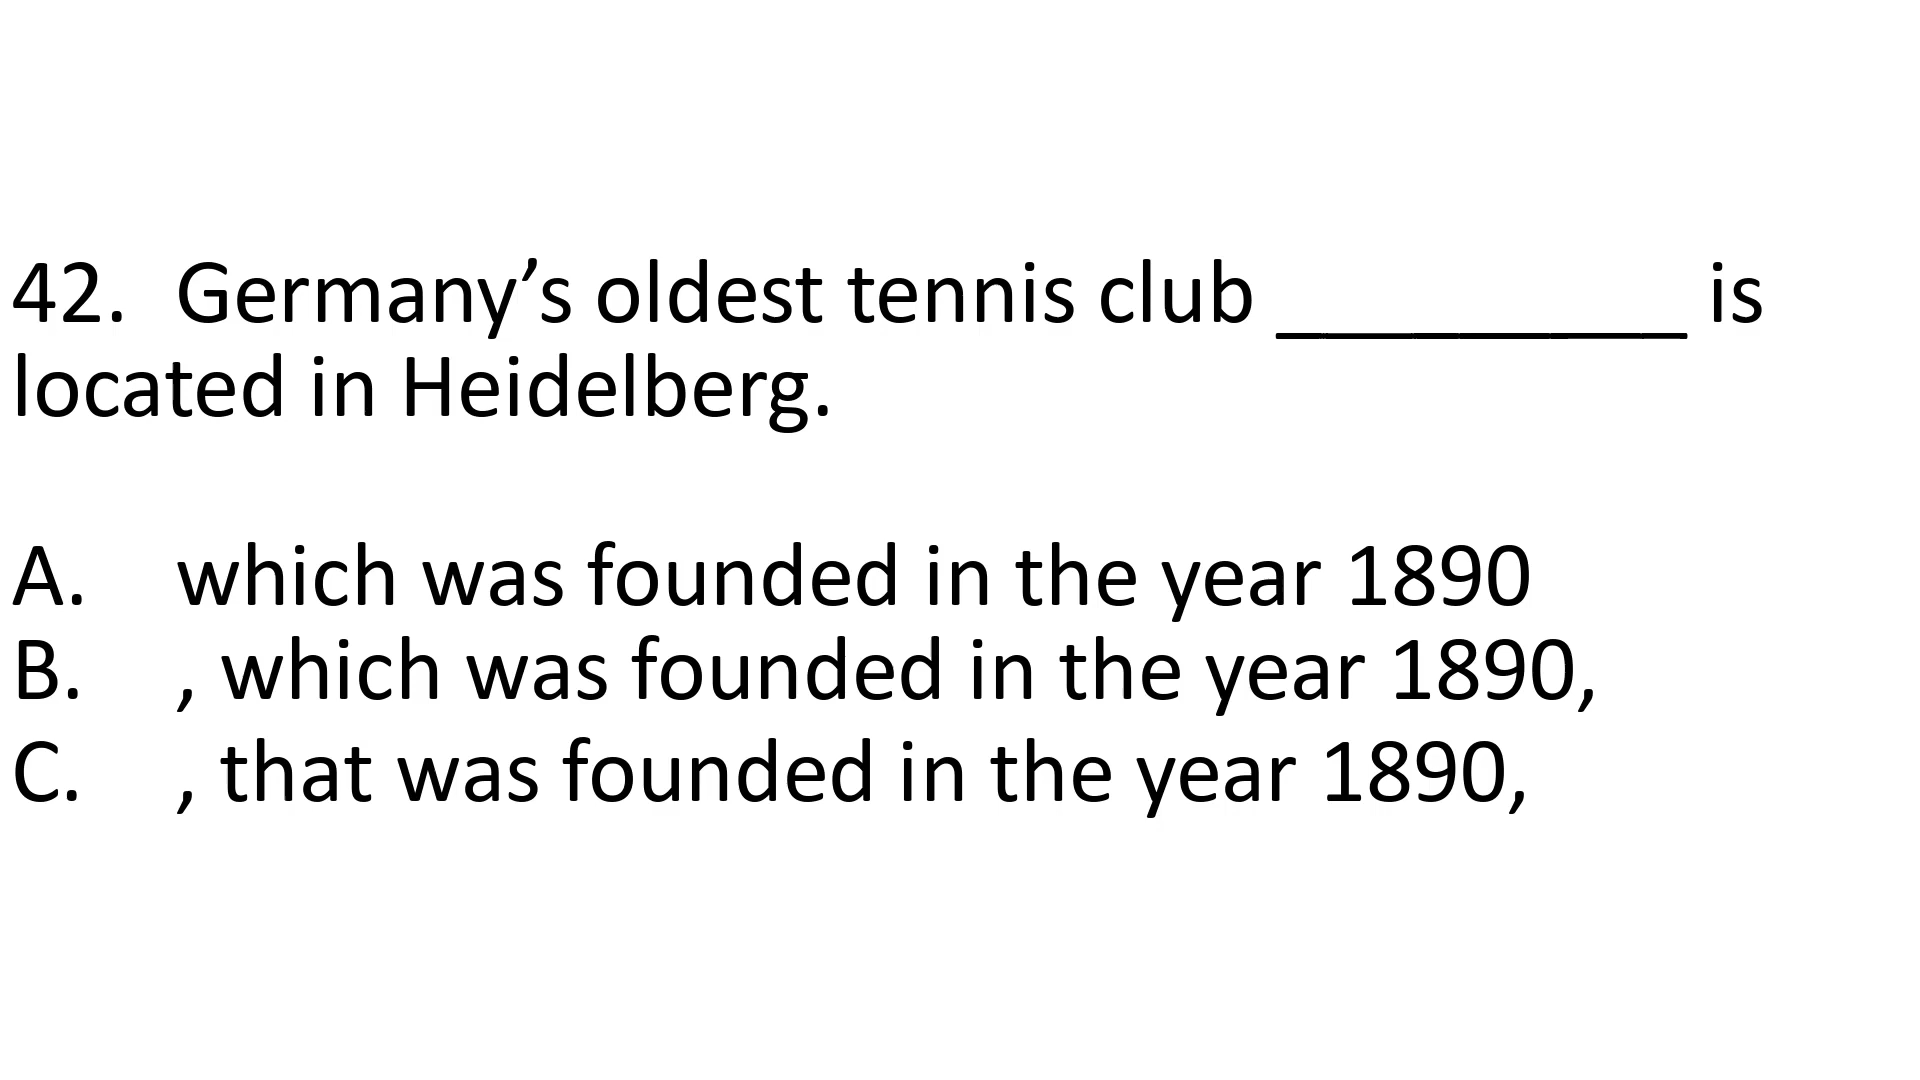 42. Germany’s oldest tennis club _________ is
located in Heidelberg.
A. which was founded in the year 1890
B. , which was founded in the year 1890,
C. , that was founded in the year 1890,